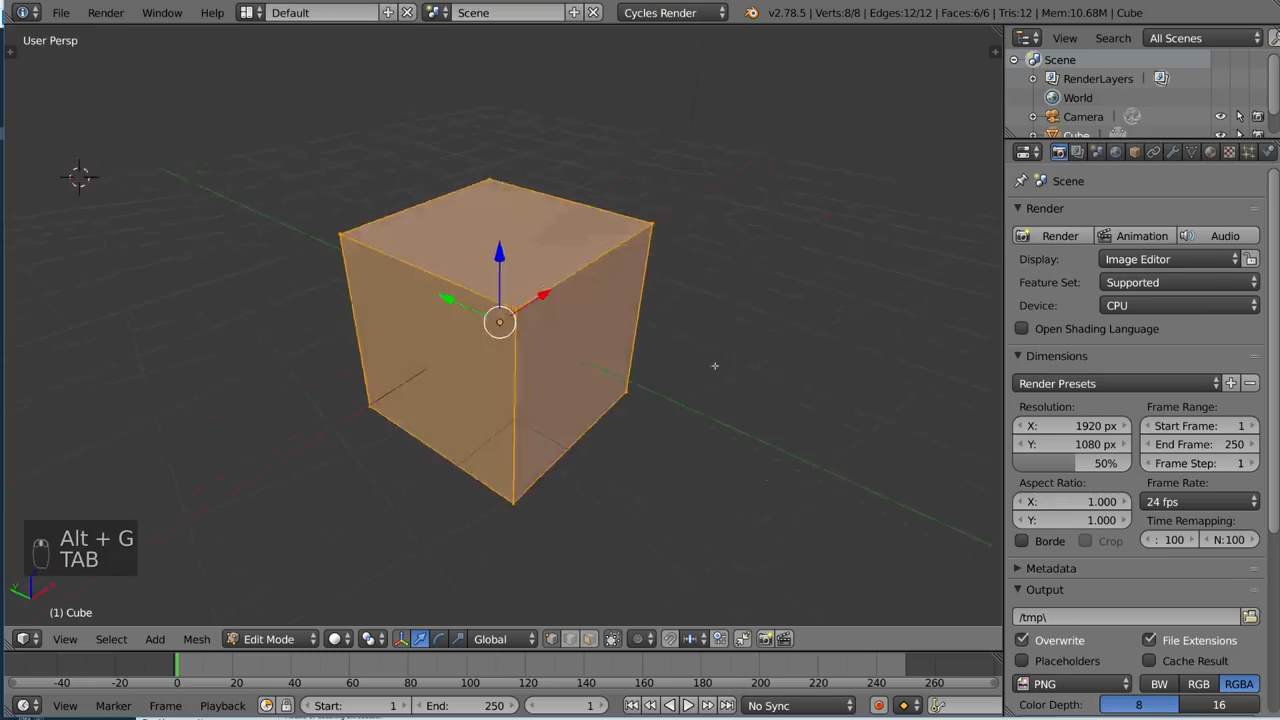 File Render Window Help Default Scene Cycles Render v2.78.5 | Verts:8/8 | Edges:12/12 | Faces:6/6 | Tris:12 | Mem:10.68M | Cube
User Persp
View Search All Scenes
Scene
RenderLayers
World
Camera
Cube
Scene
Render
Render Animation Audio
Display: Image Editor
Feature Set: Supported
Device: CPU
Open Shading Language
Dimensions
Render Presets
Resolution: Frame Range:
X: 1920 px Start Frame: 1
Y: 1080 px End Frame: 250
50% Frame Step: 1
Aspect Ratio: Frame Rate:
X: 1.000 24 fps
Y: 1.000 Time Remapping:
Borde Crop : 100 N:100
Metadata
Output
/tmp\
Overwrite File Extensions
Placeholders Cache Result
PNG BW RGB RGBA
Color Depth: 8 16
Alt + G
TAB
(1) Cube
View Select Add Mesh Edit Mode Global
-40 -20 0 20 40 60 80 100 120 140 160 180 200 220 240 260
View Marker Frame Playback Start: 1 End: 250 1 No Sync